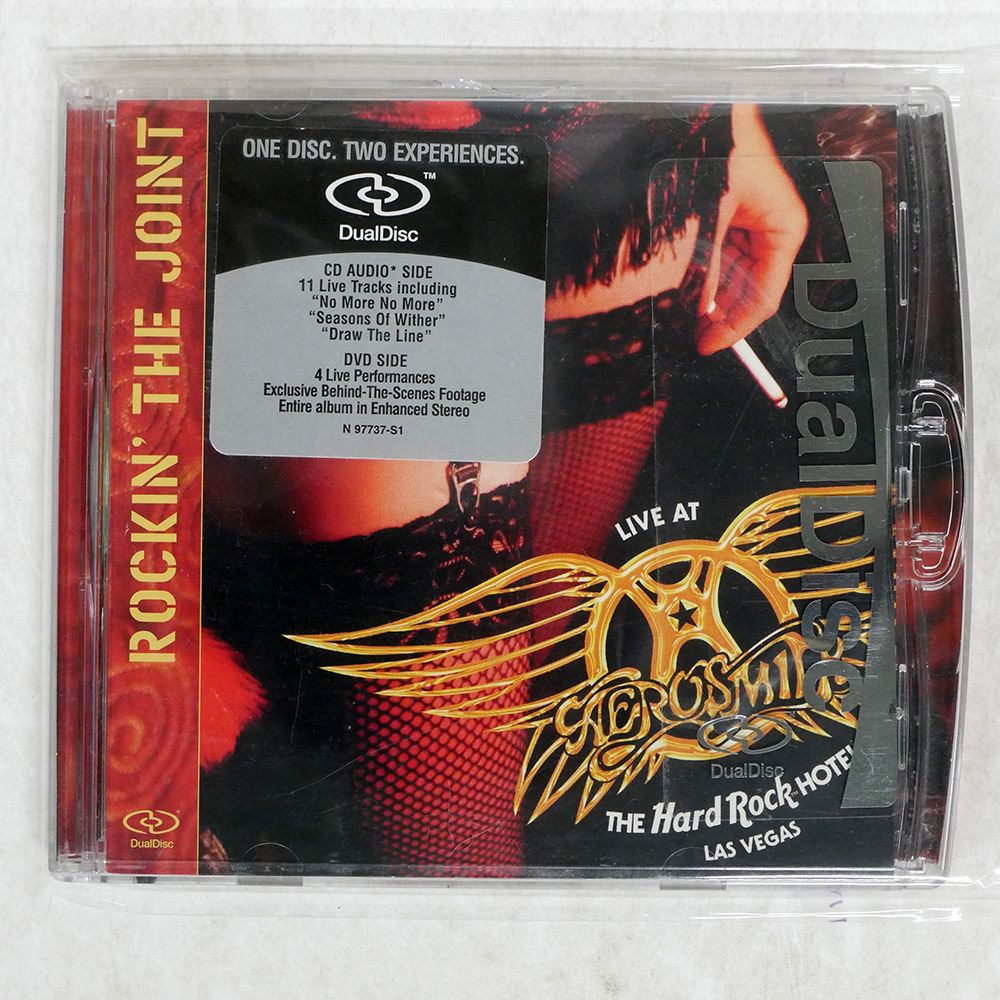 ROCKIN' THE JOINT
DualDisc
ONE DISC. TWO EXPERIENCES.
TM
DualDisc
CD AUDIO* SIDE
11 Live Tracks including
"No More No More"
"Seasons Of Wither"
"Draw The Line"
DVD SIDE
4 Live Performances
Exclusive Behind-The-Scenes Footage
Entire album in Enhanced Stereo
N 97737-S1
DualDisc
LIVE AT
DualDisc
THE Hard Rock HOTEL
LAS VEGAS